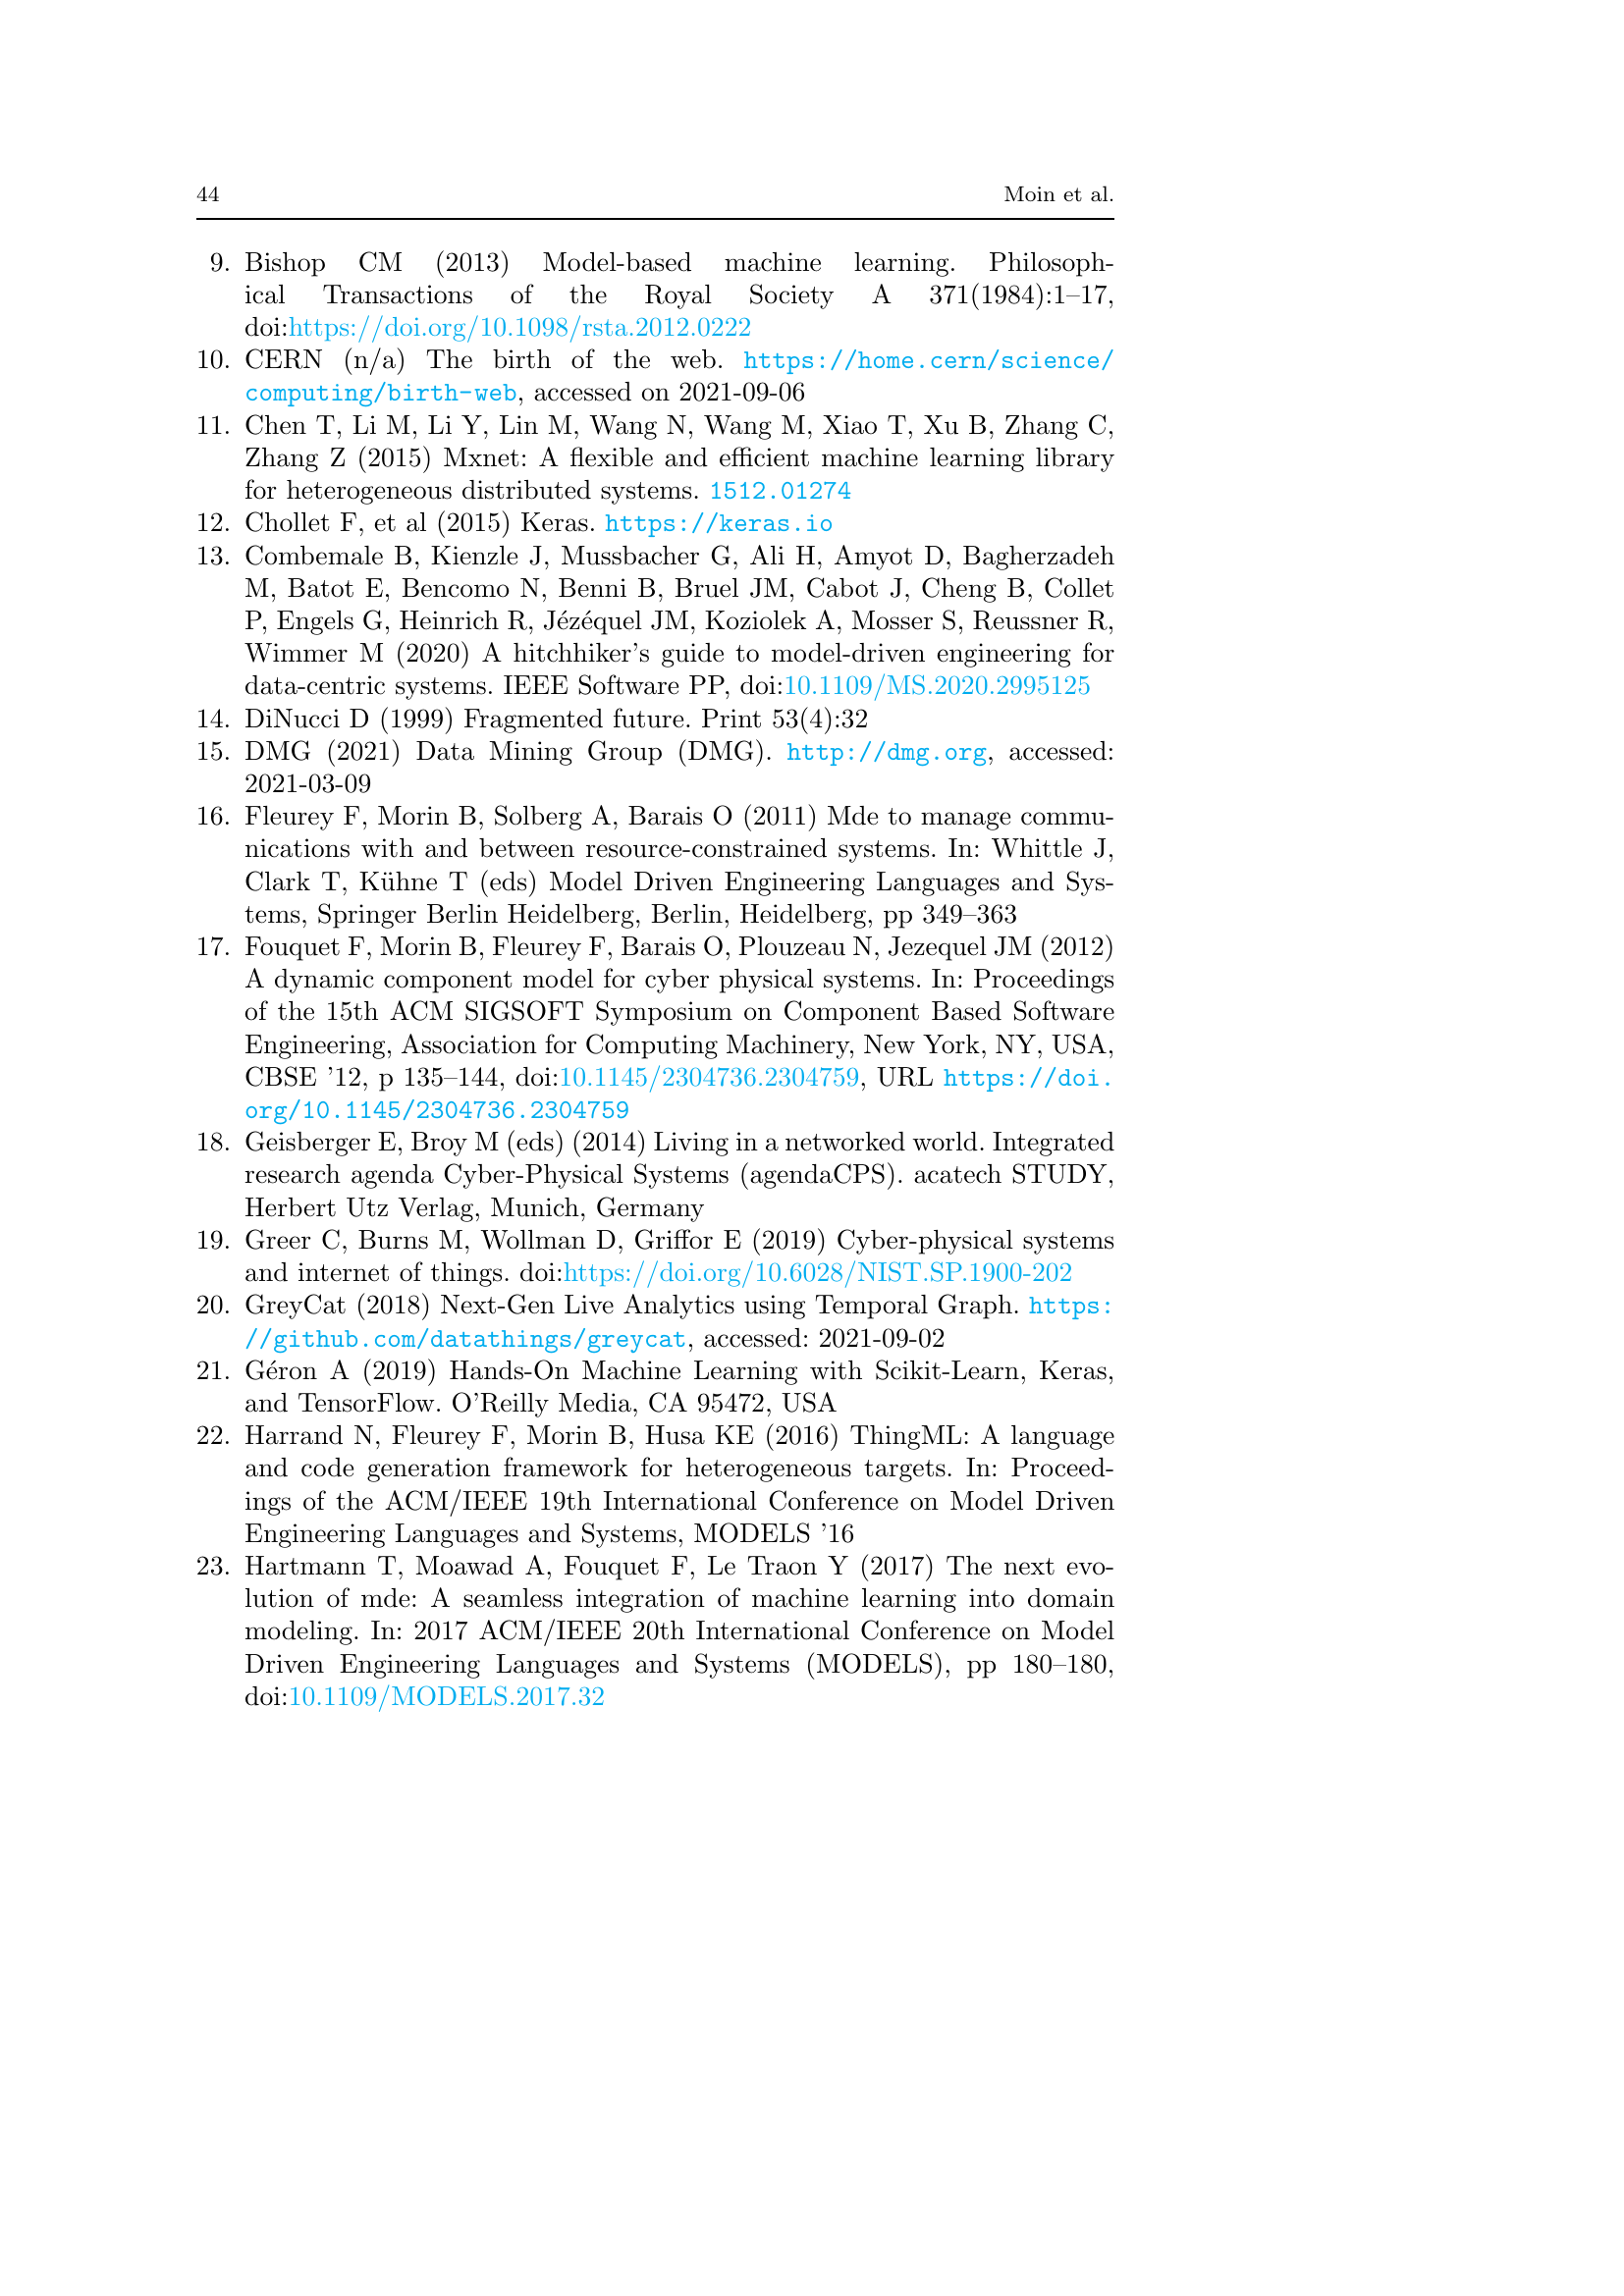 44 Moin et al.
9. Bishop CM (2013) Model-based machine learning. Philosoph-
ical Transactions of the Royal Society A 371(1984):1–17,
doi:https://doi.org/10.1098/rsta.2012.0222
10. CERN (n/a) The birth of the web. https://home.cern/science/
computing/birth-web, accessed on 2021-09-06
11. Chen T, Li M, Li Y, Lin M, Wang N, Wang M, Xiao T, Xu B, Zhang C,
Zhang Z (2015) Mxnet: A flexible and efficient machine learning library
for heterogeneous distributed systems. 1512.01274
12. Chollet F, et al (2015) Keras. https://keras.io
13. Combemale B, Kienzle J, Mussbacher G, Ali H, Amyot D, Bagherzadeh
M, Batot E, Bencomo N, Benni B, Bruel JM, Cabot J, Cheng B, Collet
P, Engels G, Heinrich R, Jézéquel JM, Koziolek A, Mosser S, Reussner R,
Wimmer M (2020) A hitchhiker’s guide to model-driven engineering for
data-centric systems. IEEE Software PP, doi:10.1109/MS.2020.2995125
14. DiNucci D (1999) Fragmented future. Print 53(4):32
15. DMG (2021) Data Mining Group (DMG). http://dmg.org, accessed:
2021-03-09
16. Fleurey F, Morin B, Solberg A, Barais O (2011) Mde to manage commu-
nications with and between resource-constrained systems. In: Whittle J,
Clark T, Kühne T (eds) Model Driven Engineering Languages and Sys-
tems, Springer Berlin Heidelberg, Berlin, Heidelberg, pp 349–363
17. Fouquet F, Morin B, Fleurey F, Barais O, Plouzeau N, Jezequel JM (2012)
A dynamic component model for cyber physical systems. In: Proceedings
of the 15th ACM SIGSOFT Symposium on Component Based Software
Engineering, Association for Computing Machinery, New York, NY, USA,
CBSE ’12, p 135–144, doi:10.1145/2304736.2304759, URL https://doi.
org/10.1145/2304736.2304759
18. Geisberger E, Broy M (eds) (2014) Living in a networked world. Integrated
research agenda Cyber-Physical Systems (agendaCPS). acatech STUDY,
Herbert Utz Verlag, Munich, Germany
19. Greer C, Burns M, Wollman D, Griffor E (2019) Cyber-physical systems
and internet of things. doi:https://doi.org/10.6028/NIST.SP.1900-202
20. GreyCat (2018) Next-Gen Live Analytics using Temporal Graph. https:
//github.com/datathings/greycat, accessed: 2021-09-02
21. Géron A (2019) Hands-On Machine Learning with Scikit-Learn, Keras,
and TensorFlow. O’Reilly Media, CA 95472, USA
22. Harrand N, Fleurey F, Morin B, Husa KE (2016) ThingML: A language
and code generation framework for heterogeneous targets. In: Proceed-
ings of the ACM/IEEE 19th International Conference on Model Driven
Engineering Languages and Systems, MODELS ’16
23. Hartmann T, Moawad A, Fouquet F, Le Traon Y (2017) The next evo-
lution of mde: A seamless integration of machine learning into domain
modeling. In: 2017 ACM/IEEE 20th International Conference on Model
Driven Engineering Languages and Systems (MODELS), pp 180–180,
doi:10.1109/MODELS.2017.32